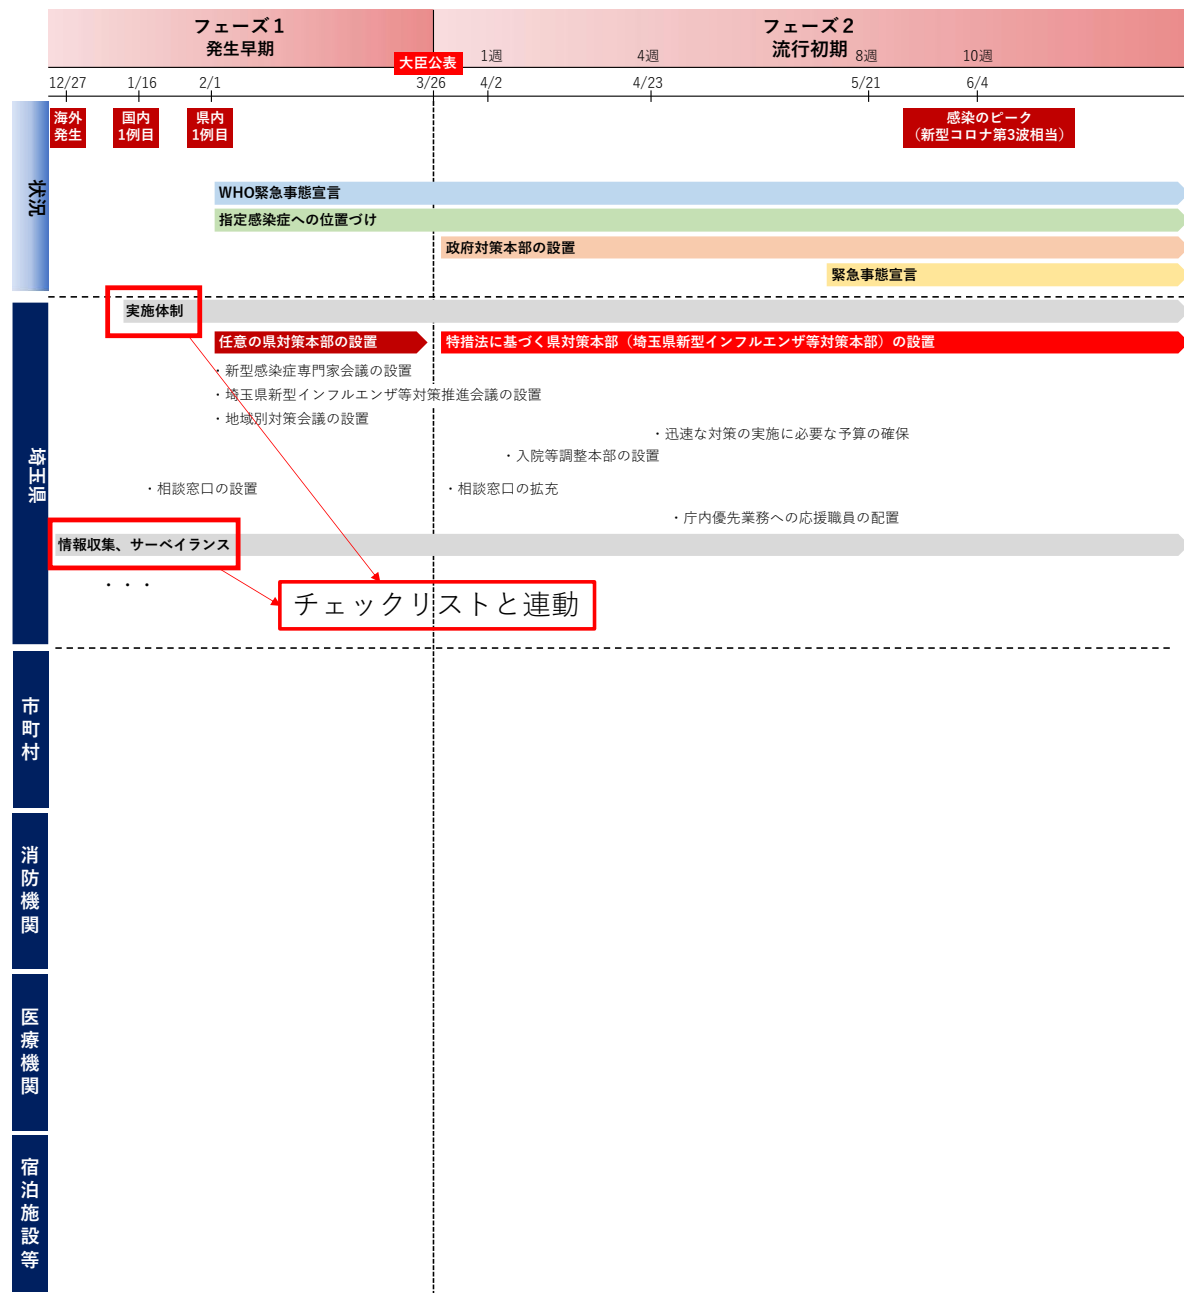 フェーズ１
発生早期
フェーズ２
流行初期
大臣公表
1週
4週
8週
10週
12/27
1/16
2/1
3/26
4/2
4/23
5/21
6/4
状況
海外
発生
国内
1例目
県内
1例目
感染のピーク
（新型コロナ第3波相当）
WHO緊急事態宣言
指定感染症への位置づけ
政府対策本部の設置
緊急事態宣言
埼玉県
実施体制
任意の県対策本部の設置
特措法に基づく県対策本部（埼玉県新型インフルエンザ等対策本部）の設置
・新型感染症専門家会議の設置
・埼玉県新型インフルエンザ等対策推進会議の設置
・地域別対策会議の設置
・迅速な対策の実施に必要な予算の確保
・入院等調整本部の設置
・相談窓口の設置
・相談窓口の拡充
・庁内優先業務への応援職員の配置
情報収集、サーベイランス
・・・
チェックリストと連動
市町村
消防機関
医療機関
宿泊施設等